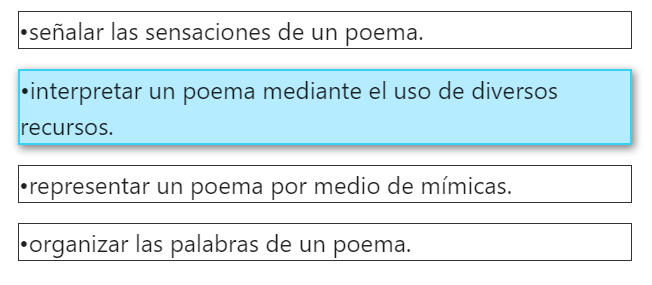 •señalar las sensaciones de un poema.
•interpretar un poema mediante el uso de diversos
recursos.
•representar un poema por medio de mímicas.
•organizar las palabras de un poema.